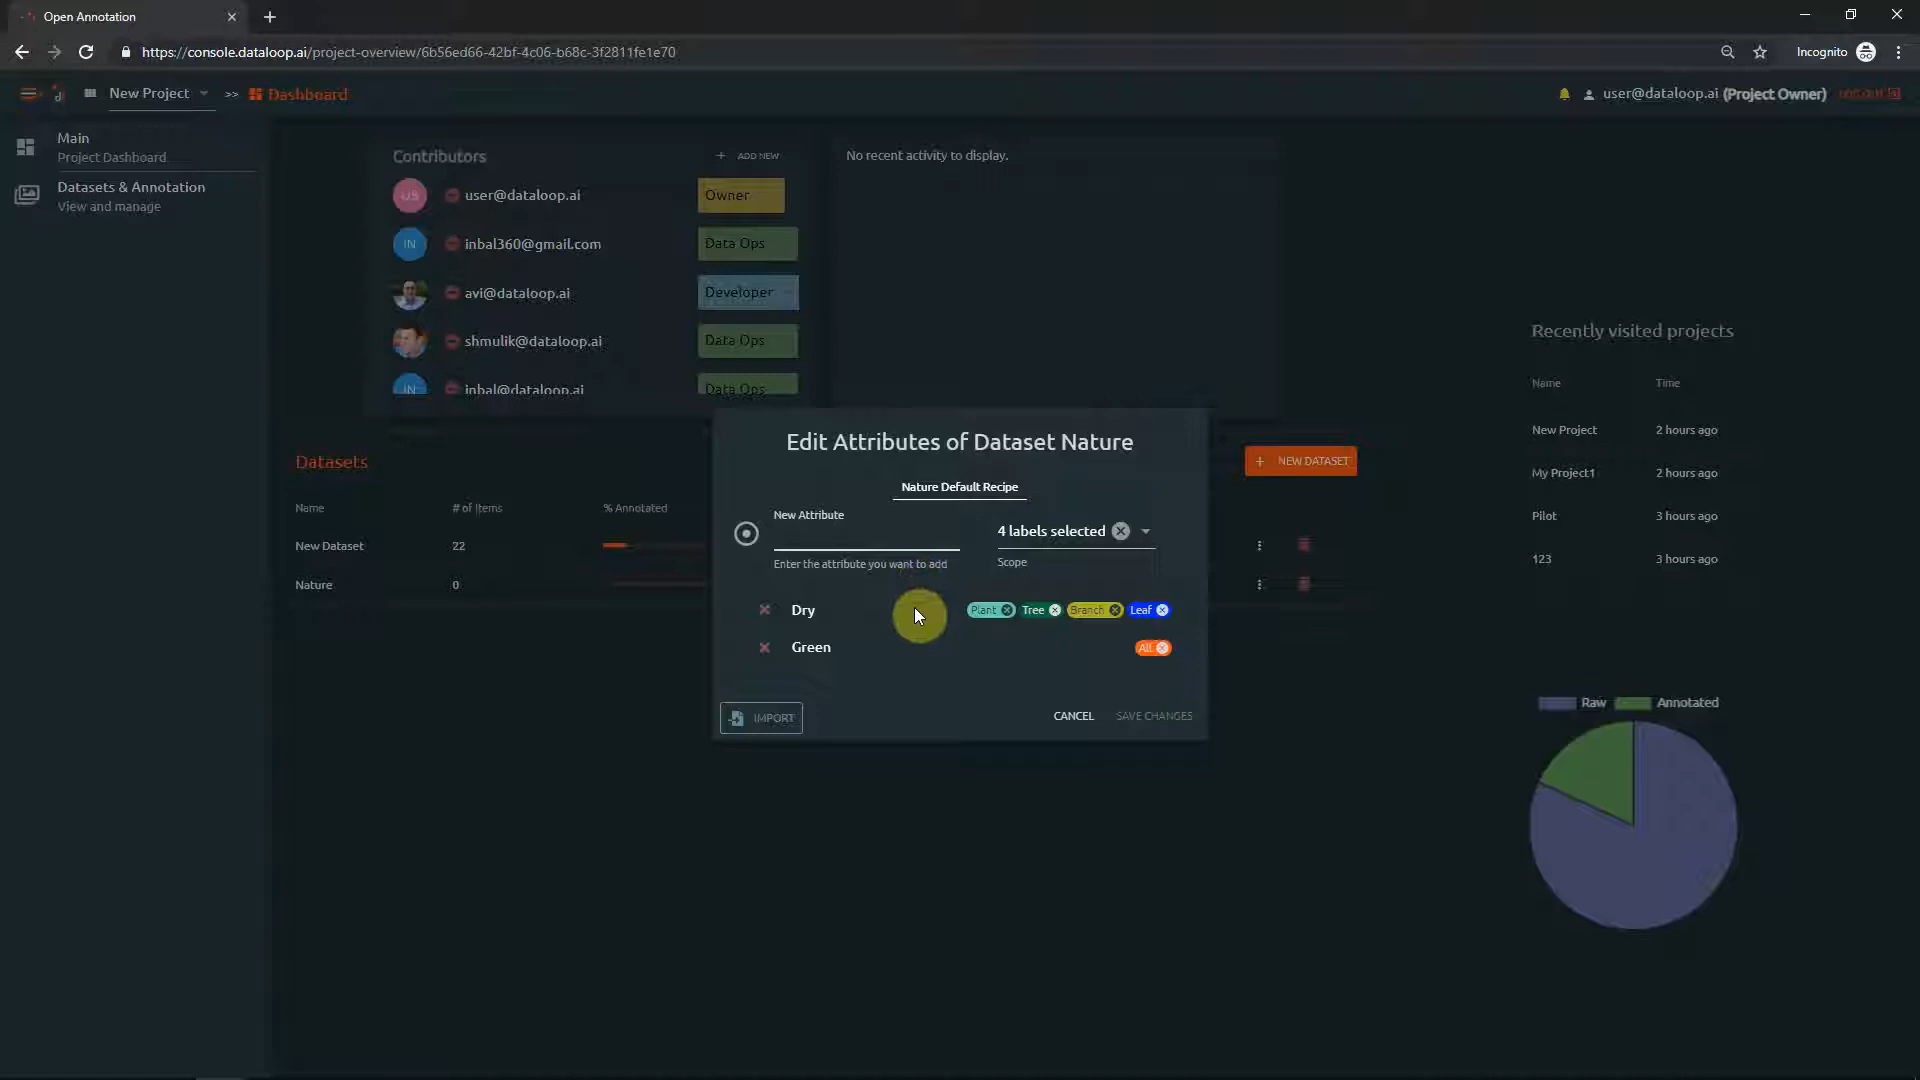 Open Annotation
https://console.dataloop.ai/project-overview/6b56ed66-42bf-4c06-b68c-3f2811fe1e70
Incognito
New Project >> Dashboard
user@dataloop.ai (Project Owner) LOG OUT
Main
Project Dashboard
Datasets & Annotation
View and manage
Contributors
+ ADD NEW
US user@dataloop.ai Owner
IN inbal360@gmail.com Data Ops
avi@dataloop.ai Developer
shmulik@dataloop.ai Data Ops
IN inbal@dataloop.ai Data Ops
No recent activity to display.
Recently visited projects
Name Time
New Project 2 hours ago
My Project1 2 hours ago
Pilot 3 hours ago
123 3 hours ago
Datasets
+ NEW DATASET
Name # of Items % Annotated
New Dataset 22
Nature 0
Edit Attributes of Dataset Nature
Nature Default Recipe
New Attribute
4 labels selected
Enter the attribute you want to add
Scope
Dry Plant Tree Branch Leaf
Green All
IMPORT
CANCEL SAVE CHANGES
Raw Annotated